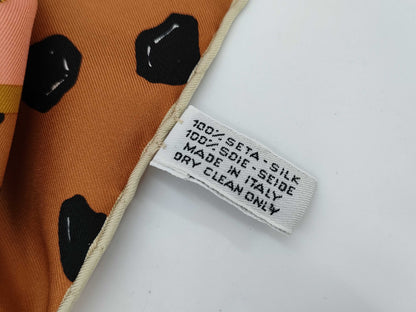 100% SETA-SILK
100% SOIE-SEIDE
MADE IN ITALY
DRY CLEAN ONLY